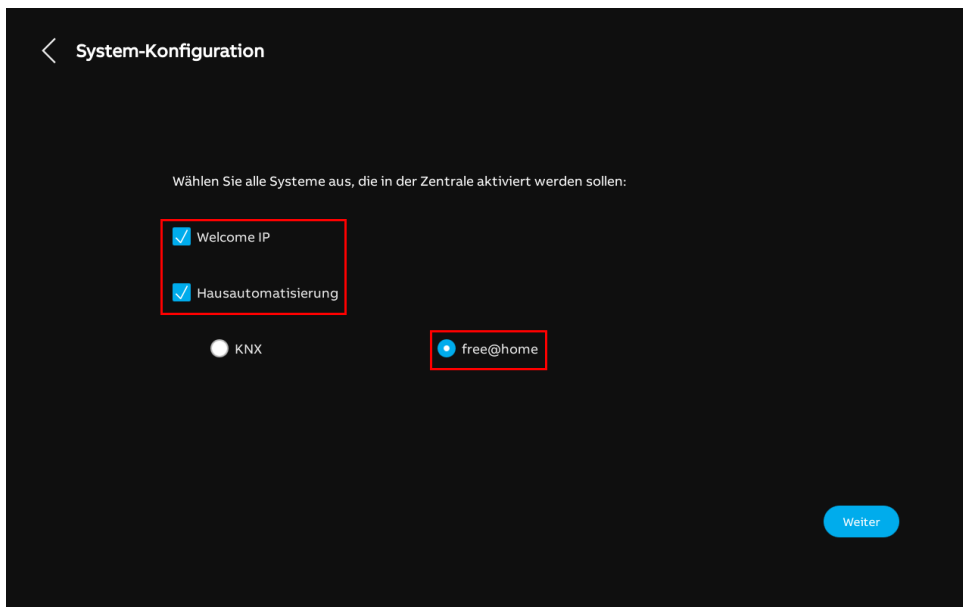 System-Konfiguration
Wählen Sie alle Systeme aus, die in der Zentrale aktiviert werden sollen:
Welcome IP
Hausautomatisierung
KNX free@home
Weiter